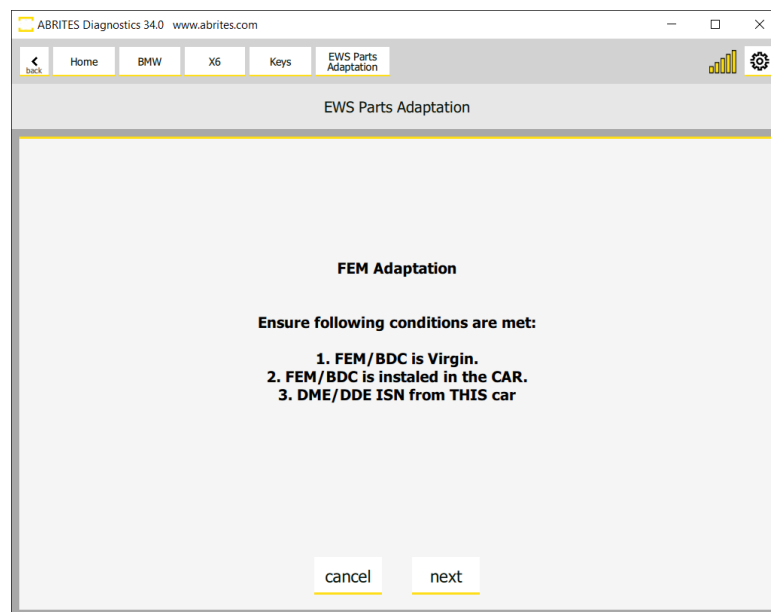 ABRITES Diagnostics 34.0 www.abrites.com
back
Home
BMW
X6
Keys
EWS Parts
Adaptation
EWS Parts Adaptation
FEM Adaptation
Ensure following conditions are met:
1. FEM/BDC is Virgin.
2. FEM/BDC is instaled in the CAR.
3. DME/DDE ISN from THIS car
cancel
next